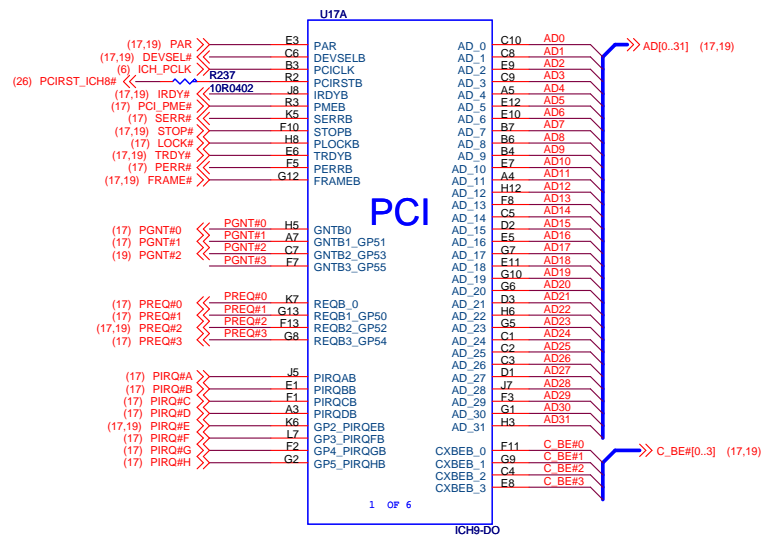 U17A
(17,19) PAR E3 PAR AD_0 C10 AD0 AD[0..31] (17,19)
(17,19) DEVSEL# C6 DEVSELB AD_1 C8 AD1
(6) ICH_PCLK B3 PCICLK AD_2 E9 AD2
(26) PCIRST_ICH8# R237 R2 PCIRSTB AD_3 C9 AD3
(17,19) IRDY# 10R0402 J8 IRDYB AD_4 A5 AD4
(17) PCI_PME# R3 PMEB AD_5 E12 AD5
(17) SERR# K5 SERRB AD_6 E10 AD6
(17,19) STOP# F10 STOPB AD_7 B7 AD7
(17) LOCK# H8 PLOCKB AD_8 B6 AD8
(17,19) TRDY# E6 TRDYB AD_9 B4 AD9
(17) PERR# F5 PERRB AD_10 E7 AD10
(17,19) FRAME# G12 FRAMEB AD_11 A4 AD11
AD_12 H12 AD12
AD_13 F8 AD13
PCI
AD_14 C5 AD14
(17) PGNT#0 PGNT#0 H5 GNTB0 AD_15 D2 AD15
(17) PGNT#1 PGNT#1 A7 GNTB1_GP51 AD_16 E5 AD16
(19) PGNT#2 PGNT#2 C7 GNTB2_GP53 AD_17 G7 AD17
PGNT#3 F7 GNTB3_GP55 AD_18 E11 AD18
AD_19 G10 AD19
AD_20 G6 AD20
(17) PREQ#0 PREQ#0 K7 REQB_0 AD_21 D3 AD21
(17) PREQ#1 PREQ#1 G13 REQB1_GP50 AD_22 H6 AD22
(17,19) PREQ#2 PREQ#2 F13 REQB2_GP52 AD_23 G5 AD23
(17) PREQ#3 PREQ#3 G8 REQB3_GP54 AD_24 C1 AD24
AD_25 C2 AD25
AD_26 C3 AD26
(17) PIRQ#A J5 PIRQAB AD_27 D1 AD27
(17) PIRQ#B E1 PIRQBB AD_28 J7 AD28
(17) PIRQ#C F1 PIRQCB AD_29 F3 AD29
(17) PIRQ#D A3 PIRQDB AD_30 G1 AD30
(17,19) PIRQ#E K6 GP2_PIRQEB AD_31 H3 AD31
(17) PIRQ#F L7 GP3_PIRQFB
(17) PIRQ#G F2 GP4_PIRQGB CXBEB_0 F11 C_BE#0 C_BE#[0..3] (17,19)
(17) PIRQ#H G2 GP5_PIRQHB CXBEB_1 G9 C_BE#1
CXBEB_2 C4 C_BE#2
CXBEB_3 E8 C_BE#3
1 OF 6
ICH9-DO